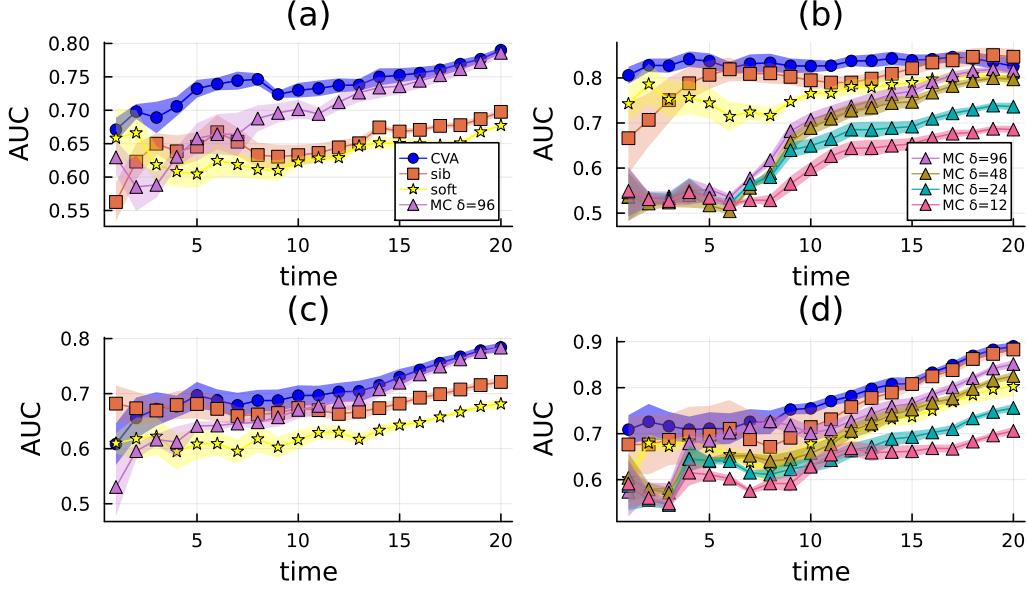 (a)
AUC
0.80
0.75
0.70
0.65
0.60
0.55
CVA
sib
soft
MC δ=96
5 10 15 20
time
(b)
AUC
0.8
0.7
0.6
0.5
MC δ=96
MC δ=48
MC δ=24
MC δ=12
5 10 15 20
time
(c)
AUC
0.8
0.7
0.6
0.5
5 10 15 20
time
(d)
AUC
0.9
0.8
0.7
0.6
5 10 15 20
time